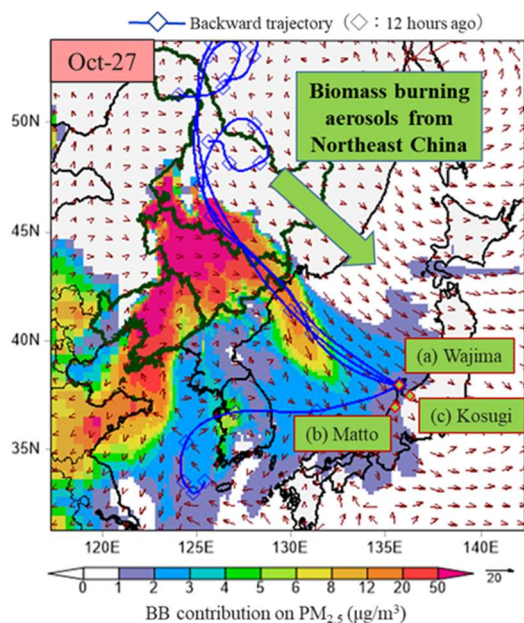 Backward trajectory (◇ : 12 hours ago)
Oct-27
Biomass burning
aerosols from
Northeast China
50N
45N
40N
35N
(a) Wajima
(c) Kosugi
(b) Matto
120E 125E 130E 135E 140E
0 1 2 3 4 5 6 8 12 20 50
20
BB contribution on PM2.5 (μg/m³)